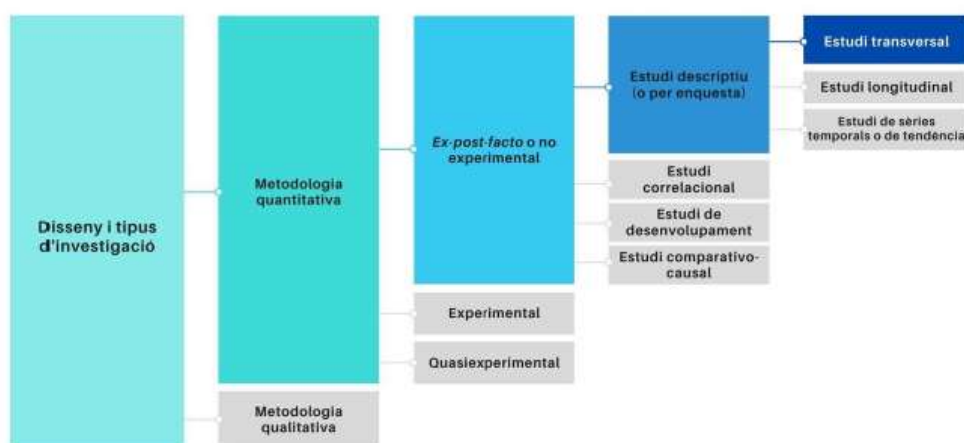 Disseny i tipus
d'investigació
Metodologia
quantitativa
Metodologia
qualitativa
Ex-post-facto o no
experimental
Experimental
Quasiexperimental
Estudi descriptiu
(o per enquesta)
Estudi
correlacional
Estudi de
desenvolupament
Estudi comparativo-
causal
Estudi transversal
Estudi longitudinal
Estudi de sèries
temporals o de tendència